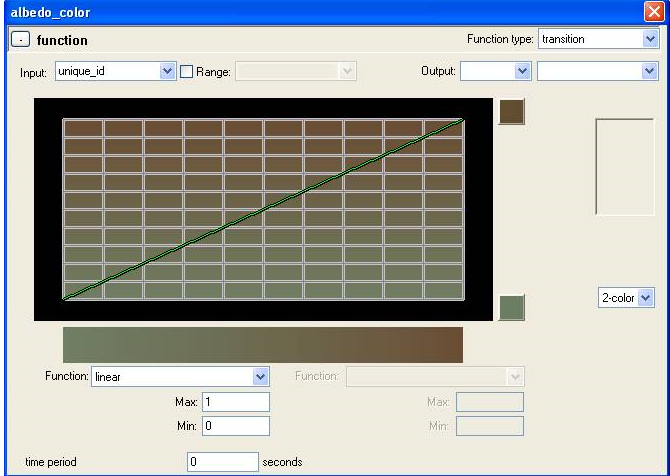 albedo_color
- function Function type: transition
Input: unique_id Range: Output:
2-color
Function: linear Function:
Max: 1 Max:
Min: 0 Min:
time period 0 seconds